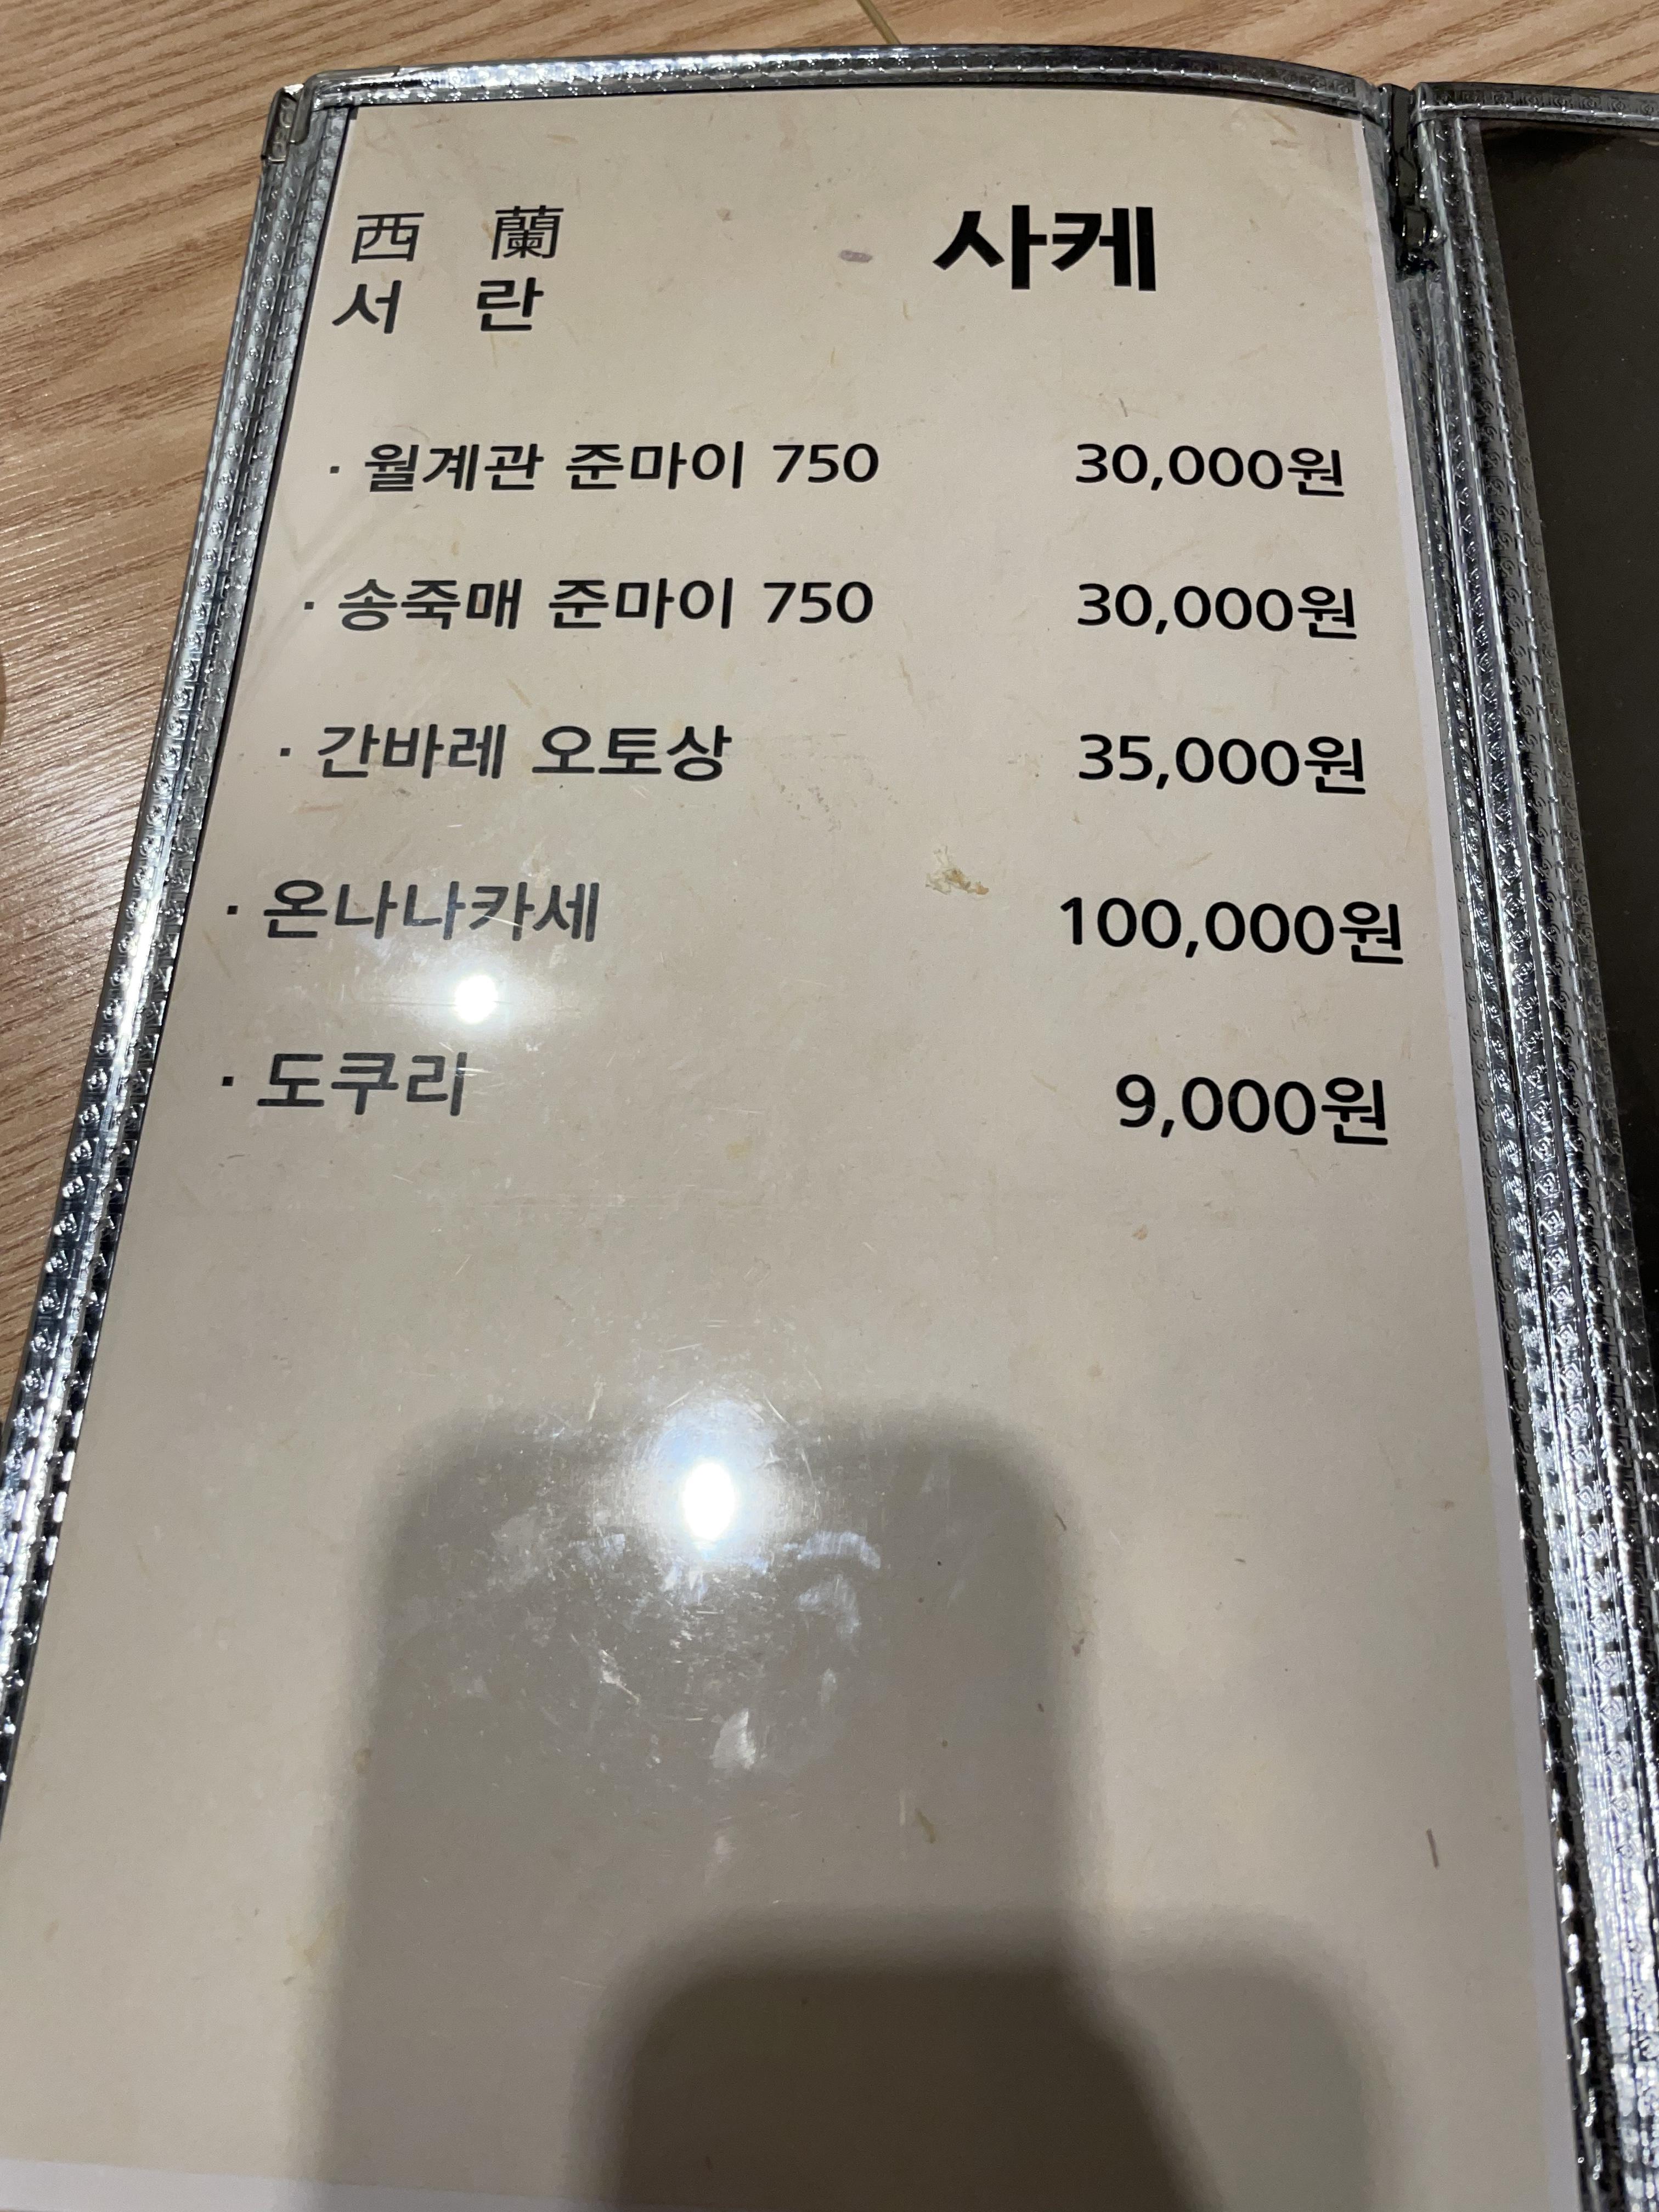 西 蘭 사케
서 란
· 월계관 준마이 750 30,000원
· 송죽매 준마이 750 30,000원
· 간바레 오토상 35,000원
· 온나나카세 100,000원
· 도쿠리 9,000원